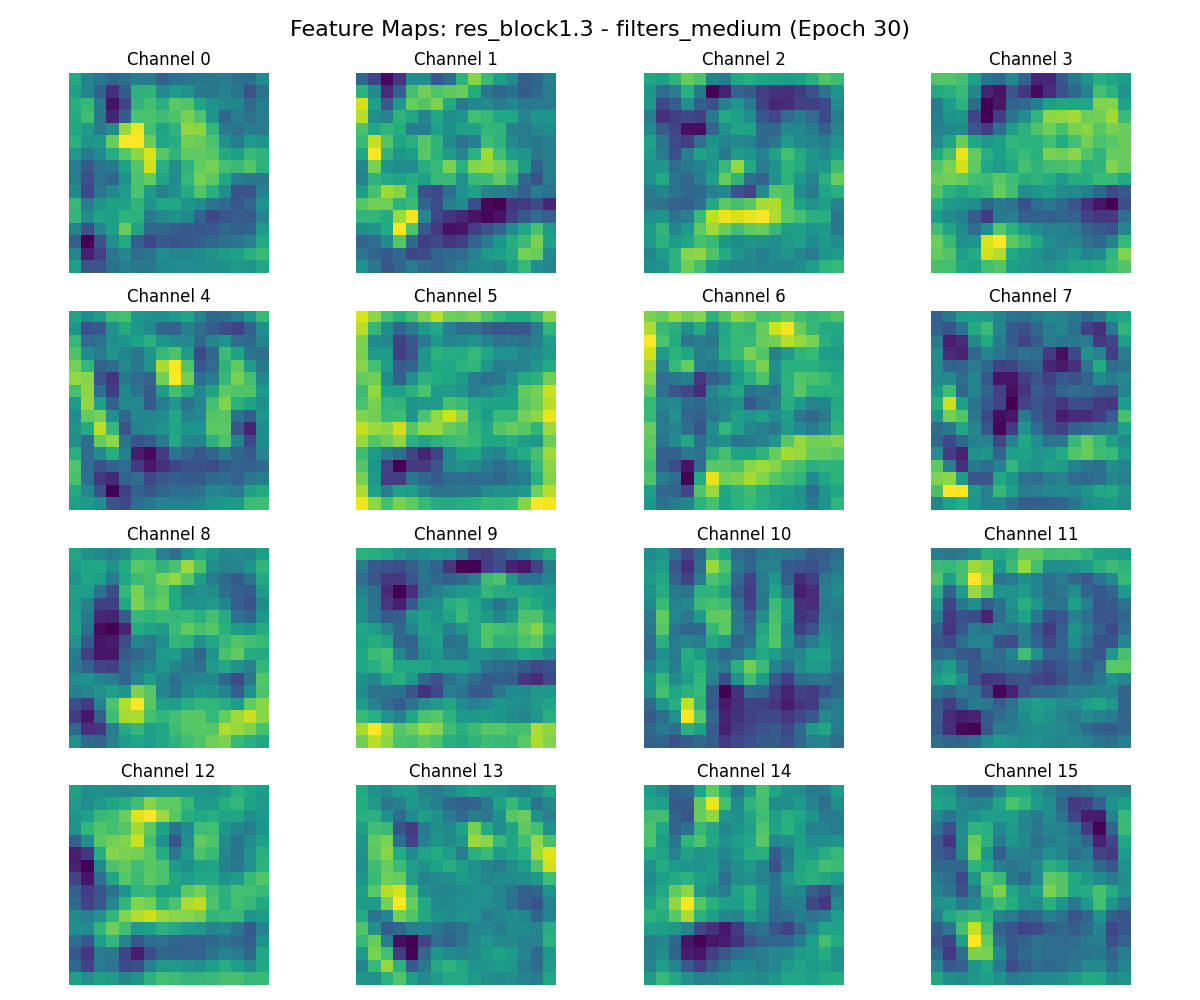 Feature Maps: res_block1.3 - filters_medium (Epoch 30)
Channel 0
Channel 1
Channel 2
Channel 3
Channel 4
Channel 5
Channel 6
Channel 7
Channel 8
Channel 9
Channel 10
Channel 11
Channel 12
Channel 13
Channel 14
Channel 15